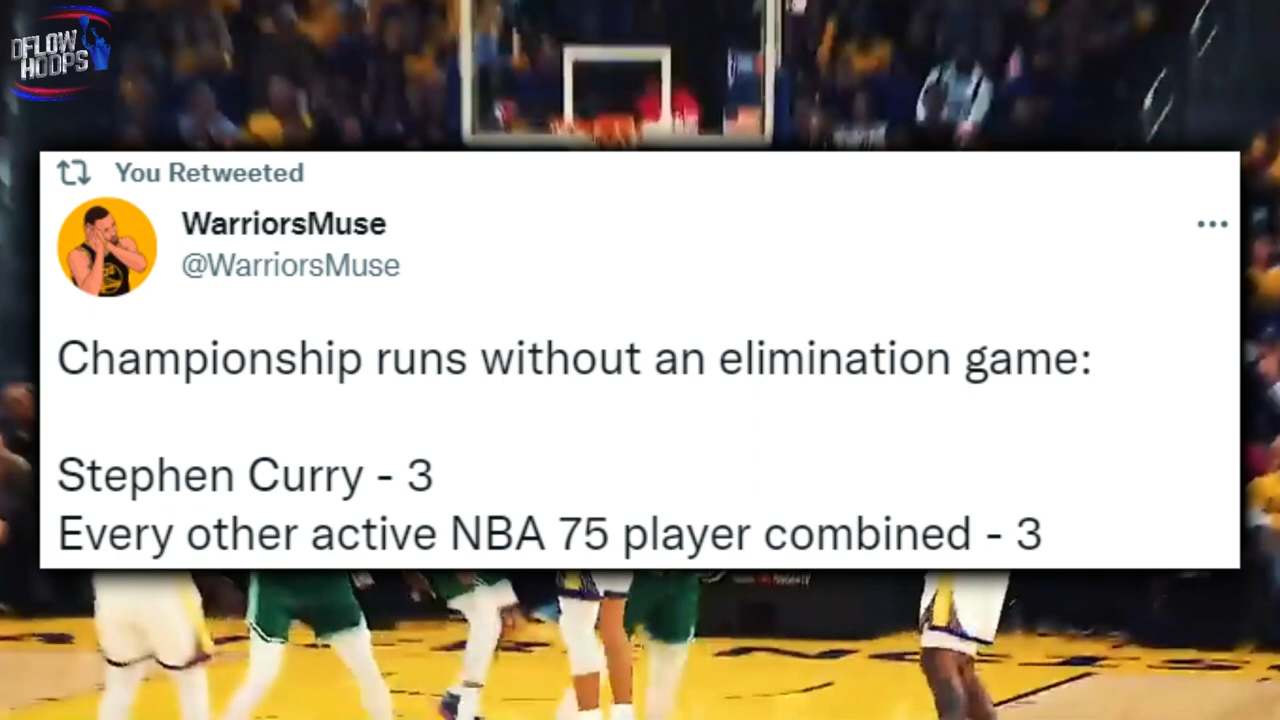 DFLOW
HOOPS
You Retweeted
WarriorsMuse
@WarriorsMuse
Championship runs without an elimination game:
Stephen Curry - 3
Every other active NBA 75 player combined - 3